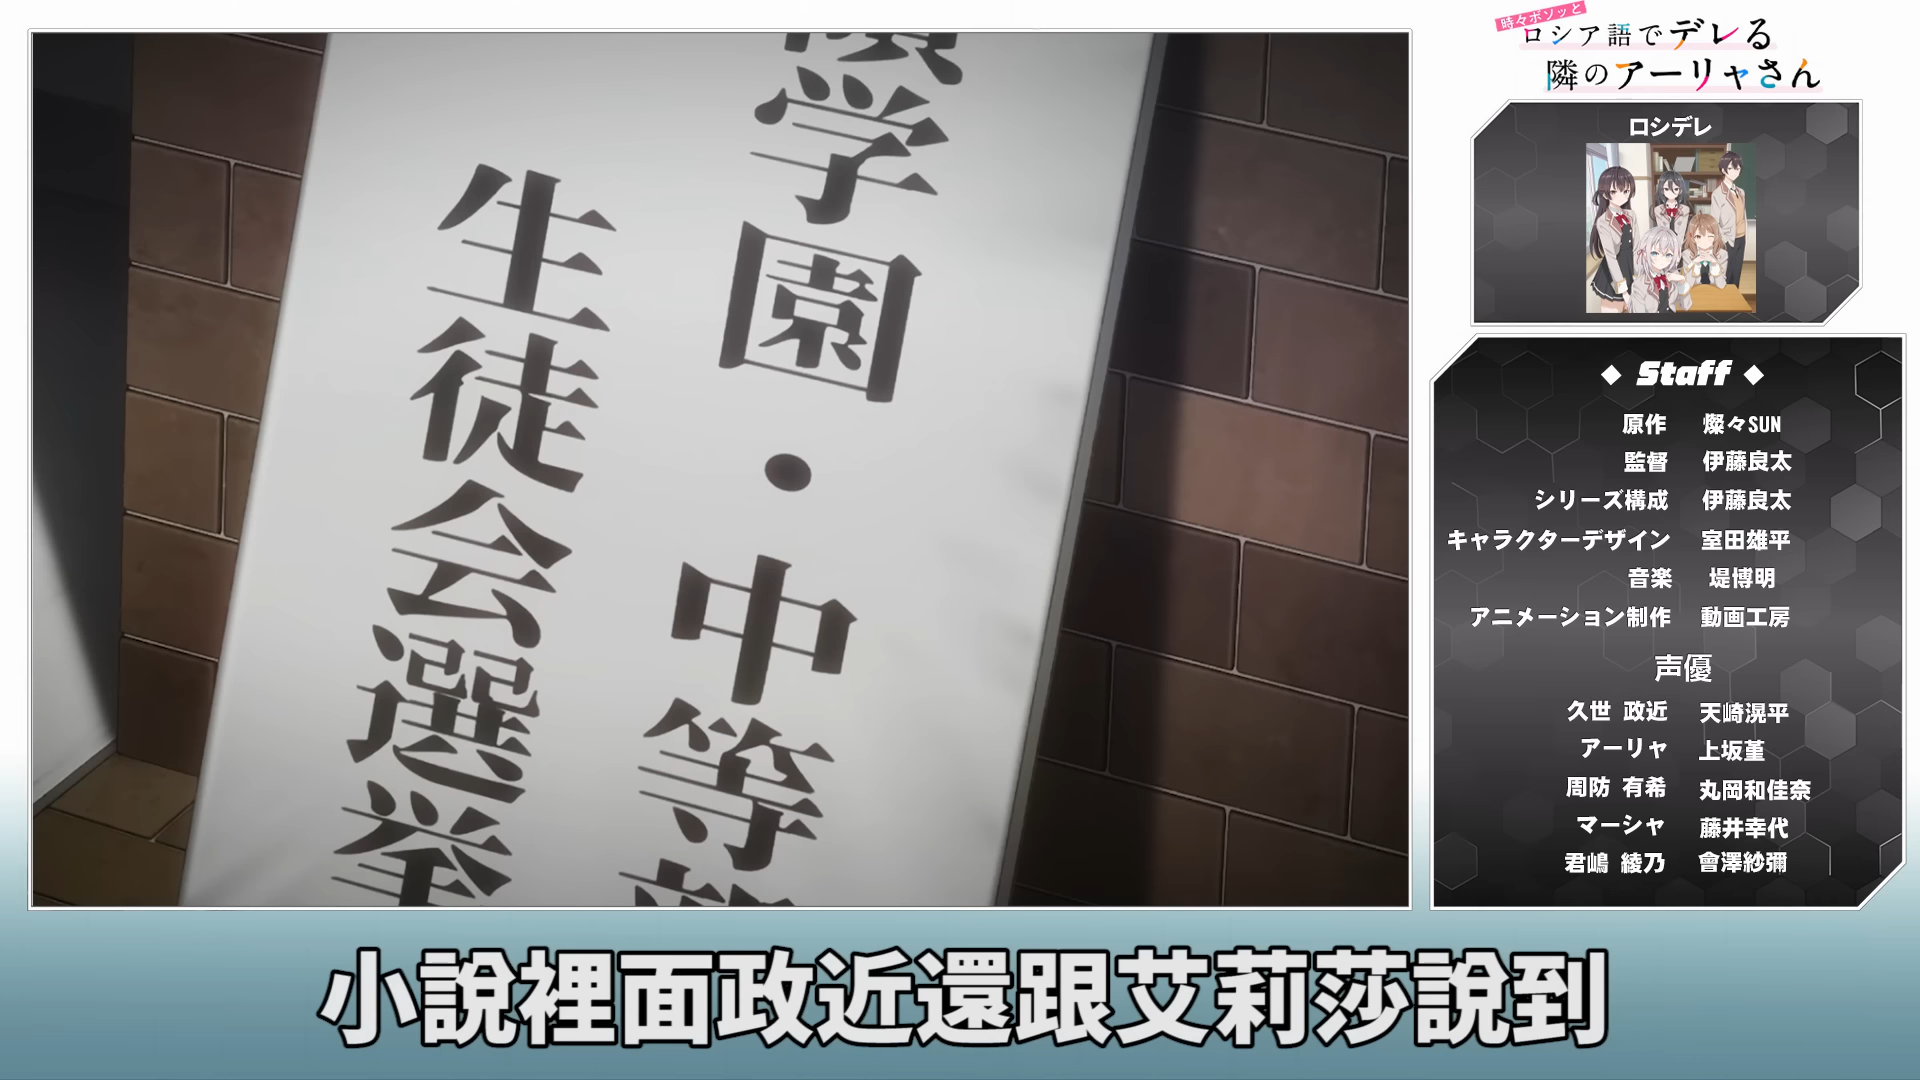 学園・中等
生徒会選挙
時々ボソッと
ロシア語でデレる
隣のアーリャさん
ロシデレ
Staff
原作 燦々SUN
監督 伊藤良太
シリーズ構成 伊藤良太
キャラクターデザイン 室田雄平
音楽 堤博明
アニメーション制作 動画工房
声優
久世 政近 天﨑滉平
アーリャ 上坂菫
周防 有希 丸岡和佳奈
マーシャ 藤井幸代
君嶋 綾乃 會澤紗彌
小說裡面政近還跟艾莉莎說到